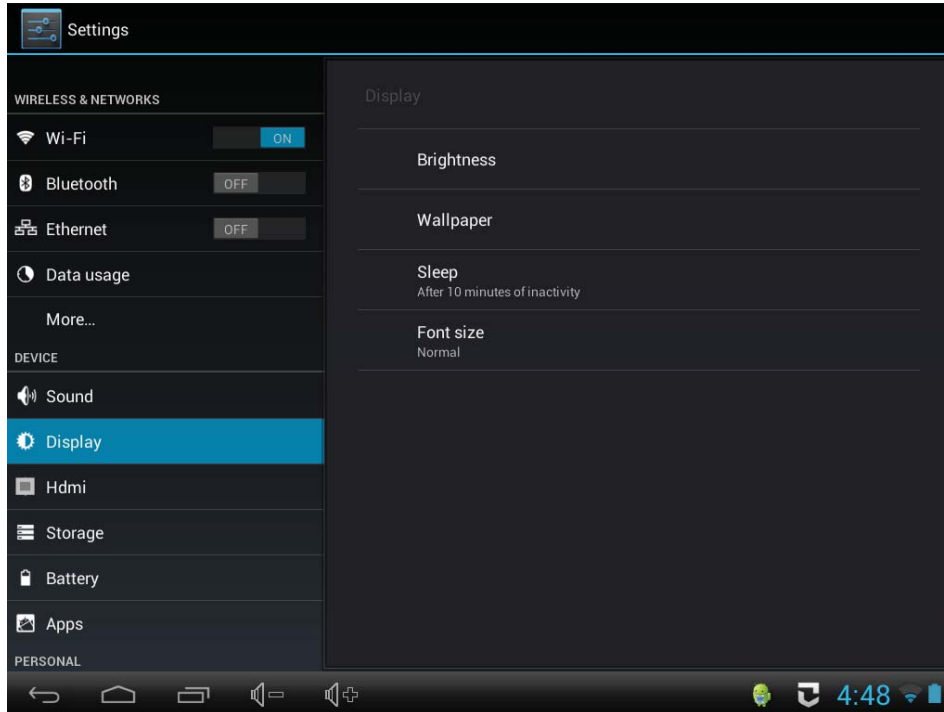 Settings
WIRELESS & NETWORKS
Wi-Fi
ON
Bluetooth
OFF
Ethernet
OFF
Data usage
More...
DEVICE
Sound
Display
Hdmi
Storage
Battery
Apps
PERSONAL
Display
Brightness
Wallpaper
Sleep
After 10 minutes of inactivity
Font size
Normal
4:48